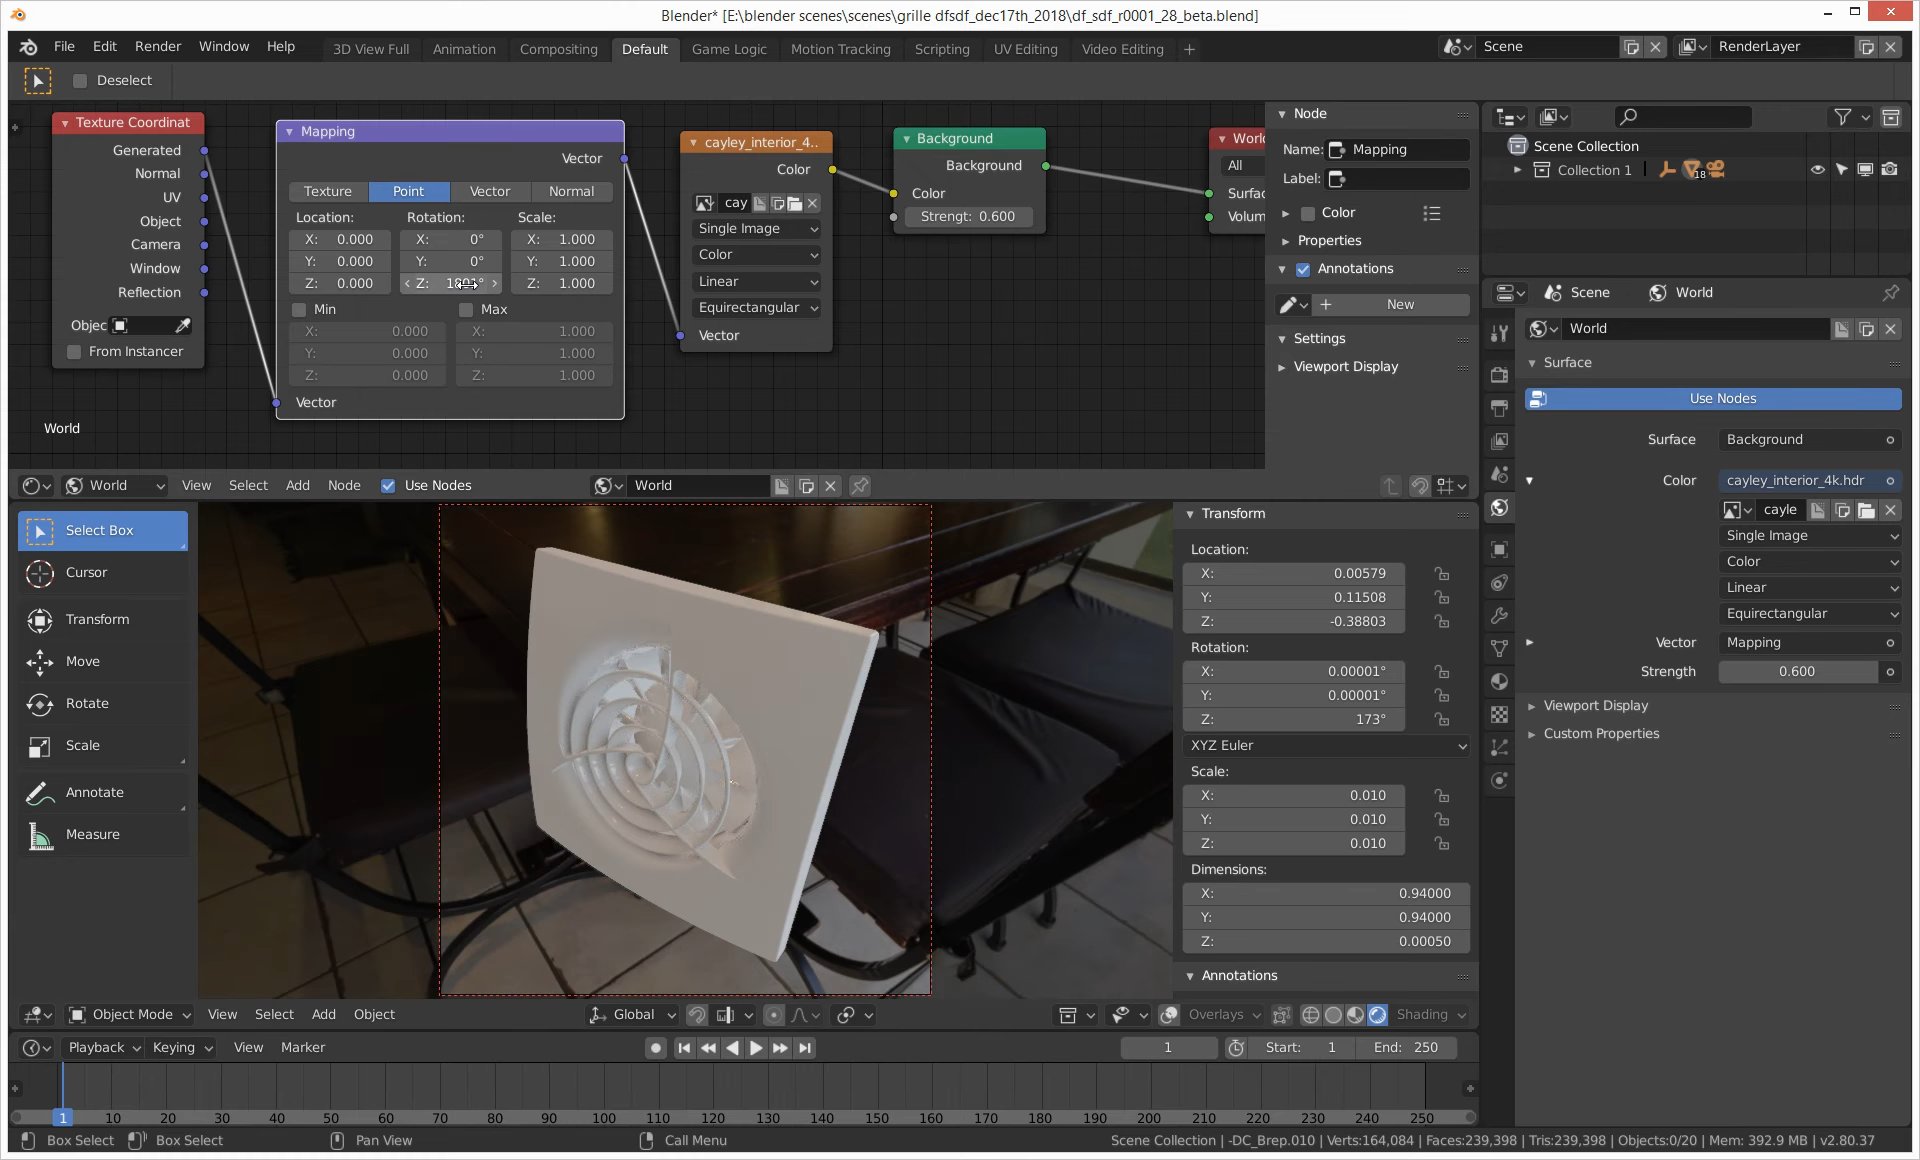 Blender* [E:\blender scenes\scenes\grille dfsdf_dec17th_2018\df_sdf_r0001_28_beta.blend]
File Edit Render Window Help 3D View Full Animation Compositing Default Game Logic Motion Tracking Scripting UV Editing Video Editing + Scene RenderLayer
Deselect
Texture Coordinat
Generated
Normal
UV
Object
Camera
Window
Reflection
Objec
From Instancer
Mapping
Vector
Texture Point Vector Normal
Location: Rotation: Scale:
X: 0.000 X: 0° X: 1.000
Y: 0.000 Y: 0° Y: 1.000
Z: 0.000 Z: Z: 1.000
Min Max
X: 0.000 X: 1.000
Y: 0.000 Y: 1.000
Z: 0.000 Z: 1.000
Vector
cayley_interior_4..
Color
cay
Single Image
Color
Linear
Equirectangular
Vector
Background
Background
Color
Strengt: 0.600
Worl
All
Surfac
Volum
World
Node
Name: Mapping
Label:
Color
Properties
Annotations
New
Settings
Viewport Display
Scene Collection
Collection 1 18
Scene World
World
Surface
Use Nodes
Surface Background
Color cayley_interior_4k.hdr
cayle
Single Image
Color
Linear
Equirectangular
Vector Mapping
Strength 0.600
Viewport Display
Custom Properties
World View Select Add Node Use Nodes World
Select Box
Cursor
Transform
Move
Rotate
Scale
Annotate
Measure
Transform
Location:
X: 0.00579
Y: 0.11508
Z: -0.38803
Rotation:
X: 0.00001°
Y: 0.00001°
Z: 173°
XYZ Euler
Scale:
X: 0.010
Y: 0.010
Z: 0.010
Dimensions:
X: 0.94000
Y: 0.94000
Z: 0.00050
Annotations
Object Mode View Select Add Object Global Overlays Shading
Playback Keying View Marker 1 Start: 1 End: 250
1 10 20 30 40 50 60 70 80 90 100 110 120 130 140 150 160 170 180 190 200 210 220 230 240 250
Box Select Box Select Pan View Call Menu Scene Collection | -DC_Brep.010 | Verts:164,084 | Faces:239,398 | Tris:239,398 | Objects:0/20 | Mem: 392.9 MB | v2.80.37